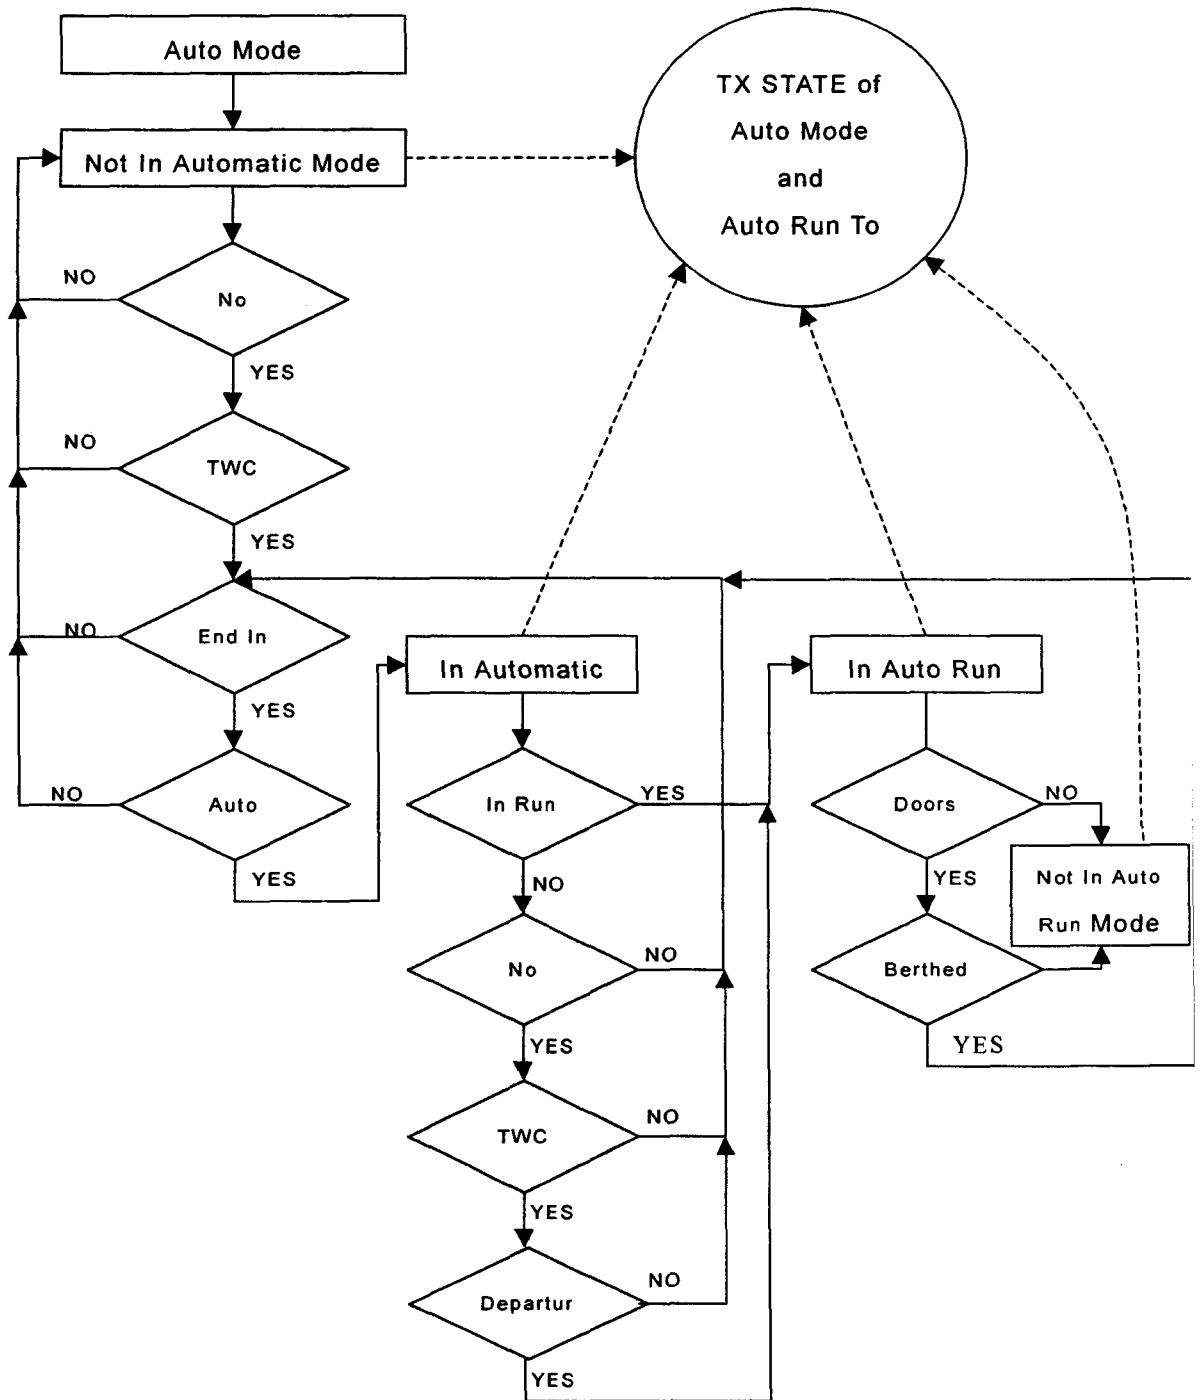 Auto Mode
Not In Automatic Mode
TX STATE of
Auto Mode
and
Auto Run To
NO
No
YES
NO
TWC
YES
NO
End In
YES
NO
Auto
YES
In Automatic
In Run
YES
NO
No
NO
YES
TWC
NO
YES
Departur
NO
YES
In Auto Run
Doors
NO
YES
Not In Auto
Run Mode
Berthed
YES